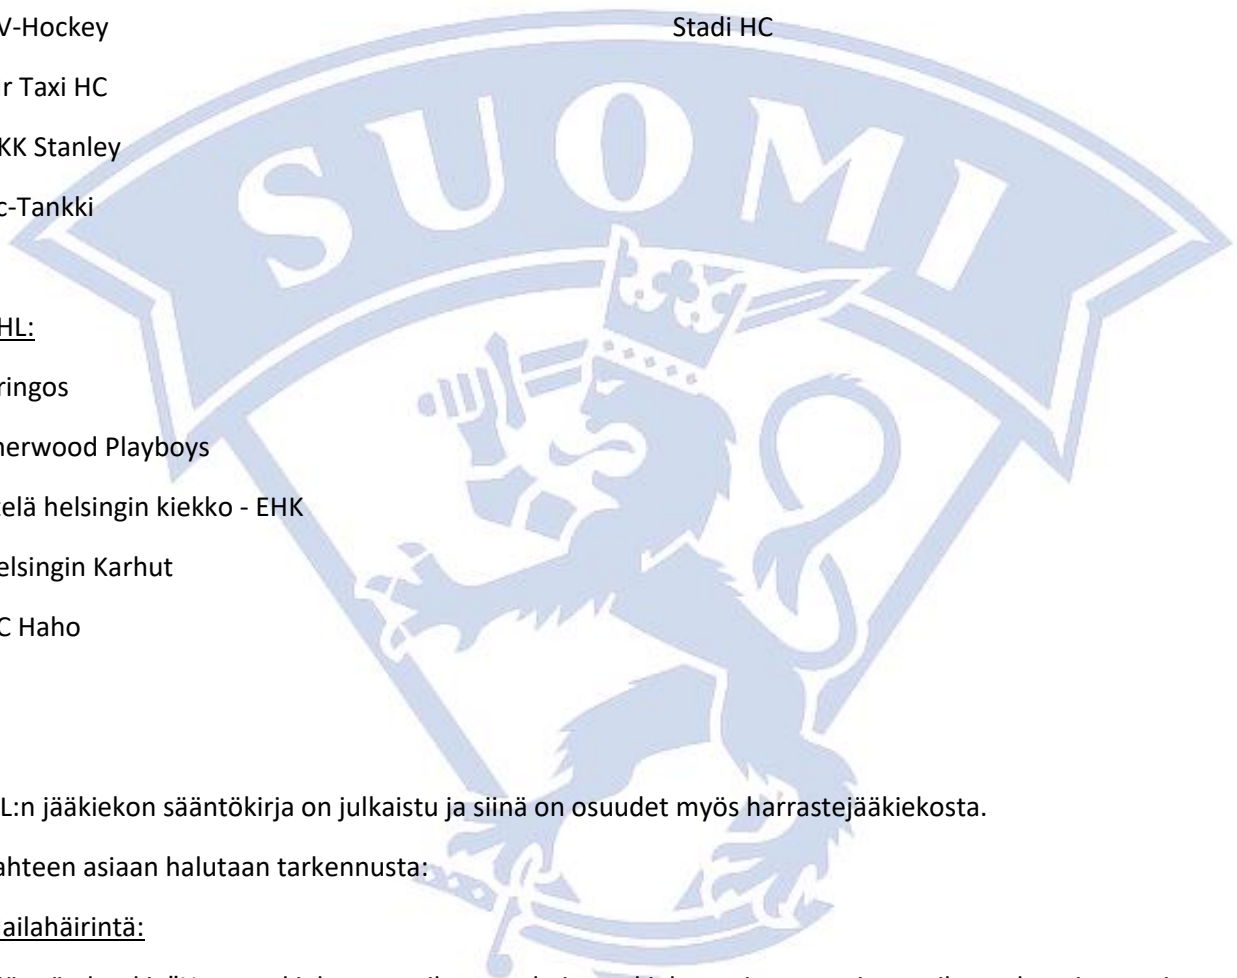 V-Hockey
Stadi HC
r Taxi HC
KK Stanley
c-Tankki
SUOMI
HL:
ringos
herwood Playboys
elä helsingin kiekko - EHK
elsingin Karhut
C Haho
L:n jääkiekon sääntökirja on julkaistu ja siinä on osuudet myös harrastejääkiekosta.
ahteen asiaan halutaan tarkennusta:
ailahäirintä: